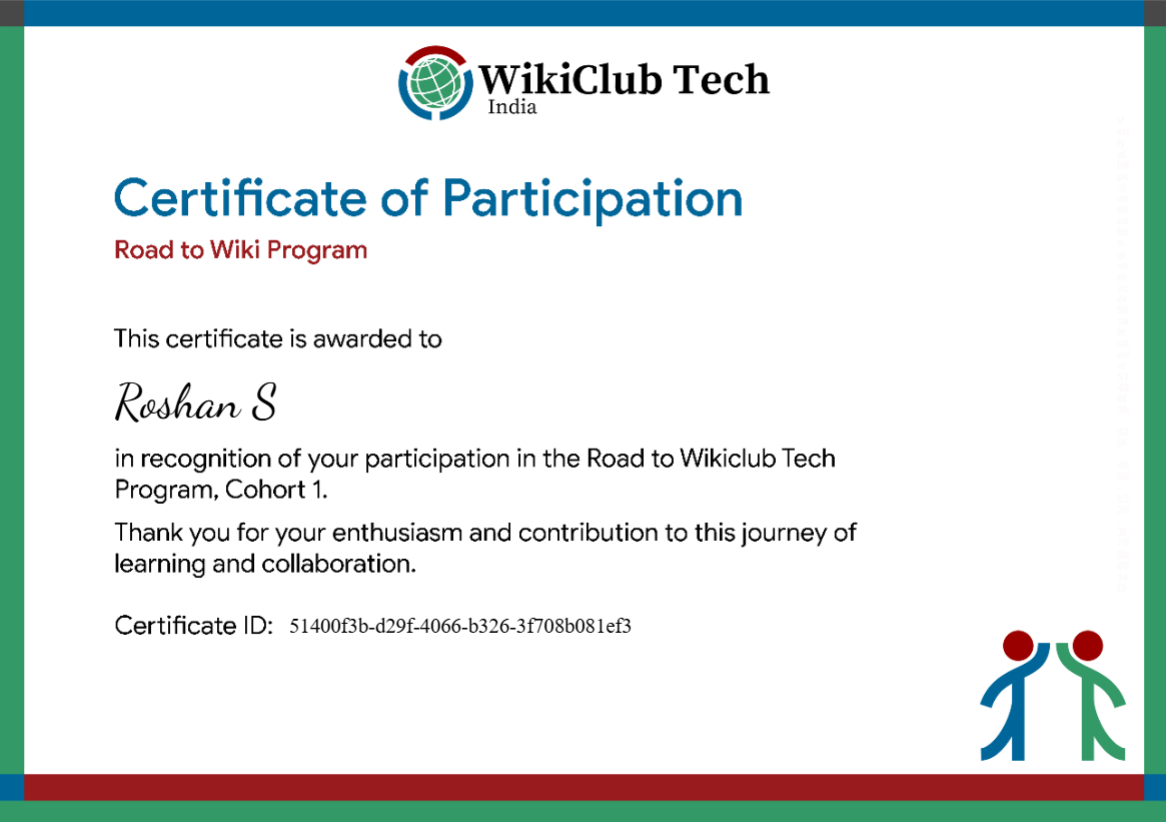 WikiClub Tech
India
Certificate of Participation
Road to Wiki Program
This certificate is awarded to
Roshan S
in recognition of your participation in the Road to Wikiclub Tech
Program, Cohort 1.
Thank you for your enthusiasm and contribution to this journey of
learning and collaboration.
Certificate ID: 51400f3b-d29f-4066-b326-3f708b081ef3